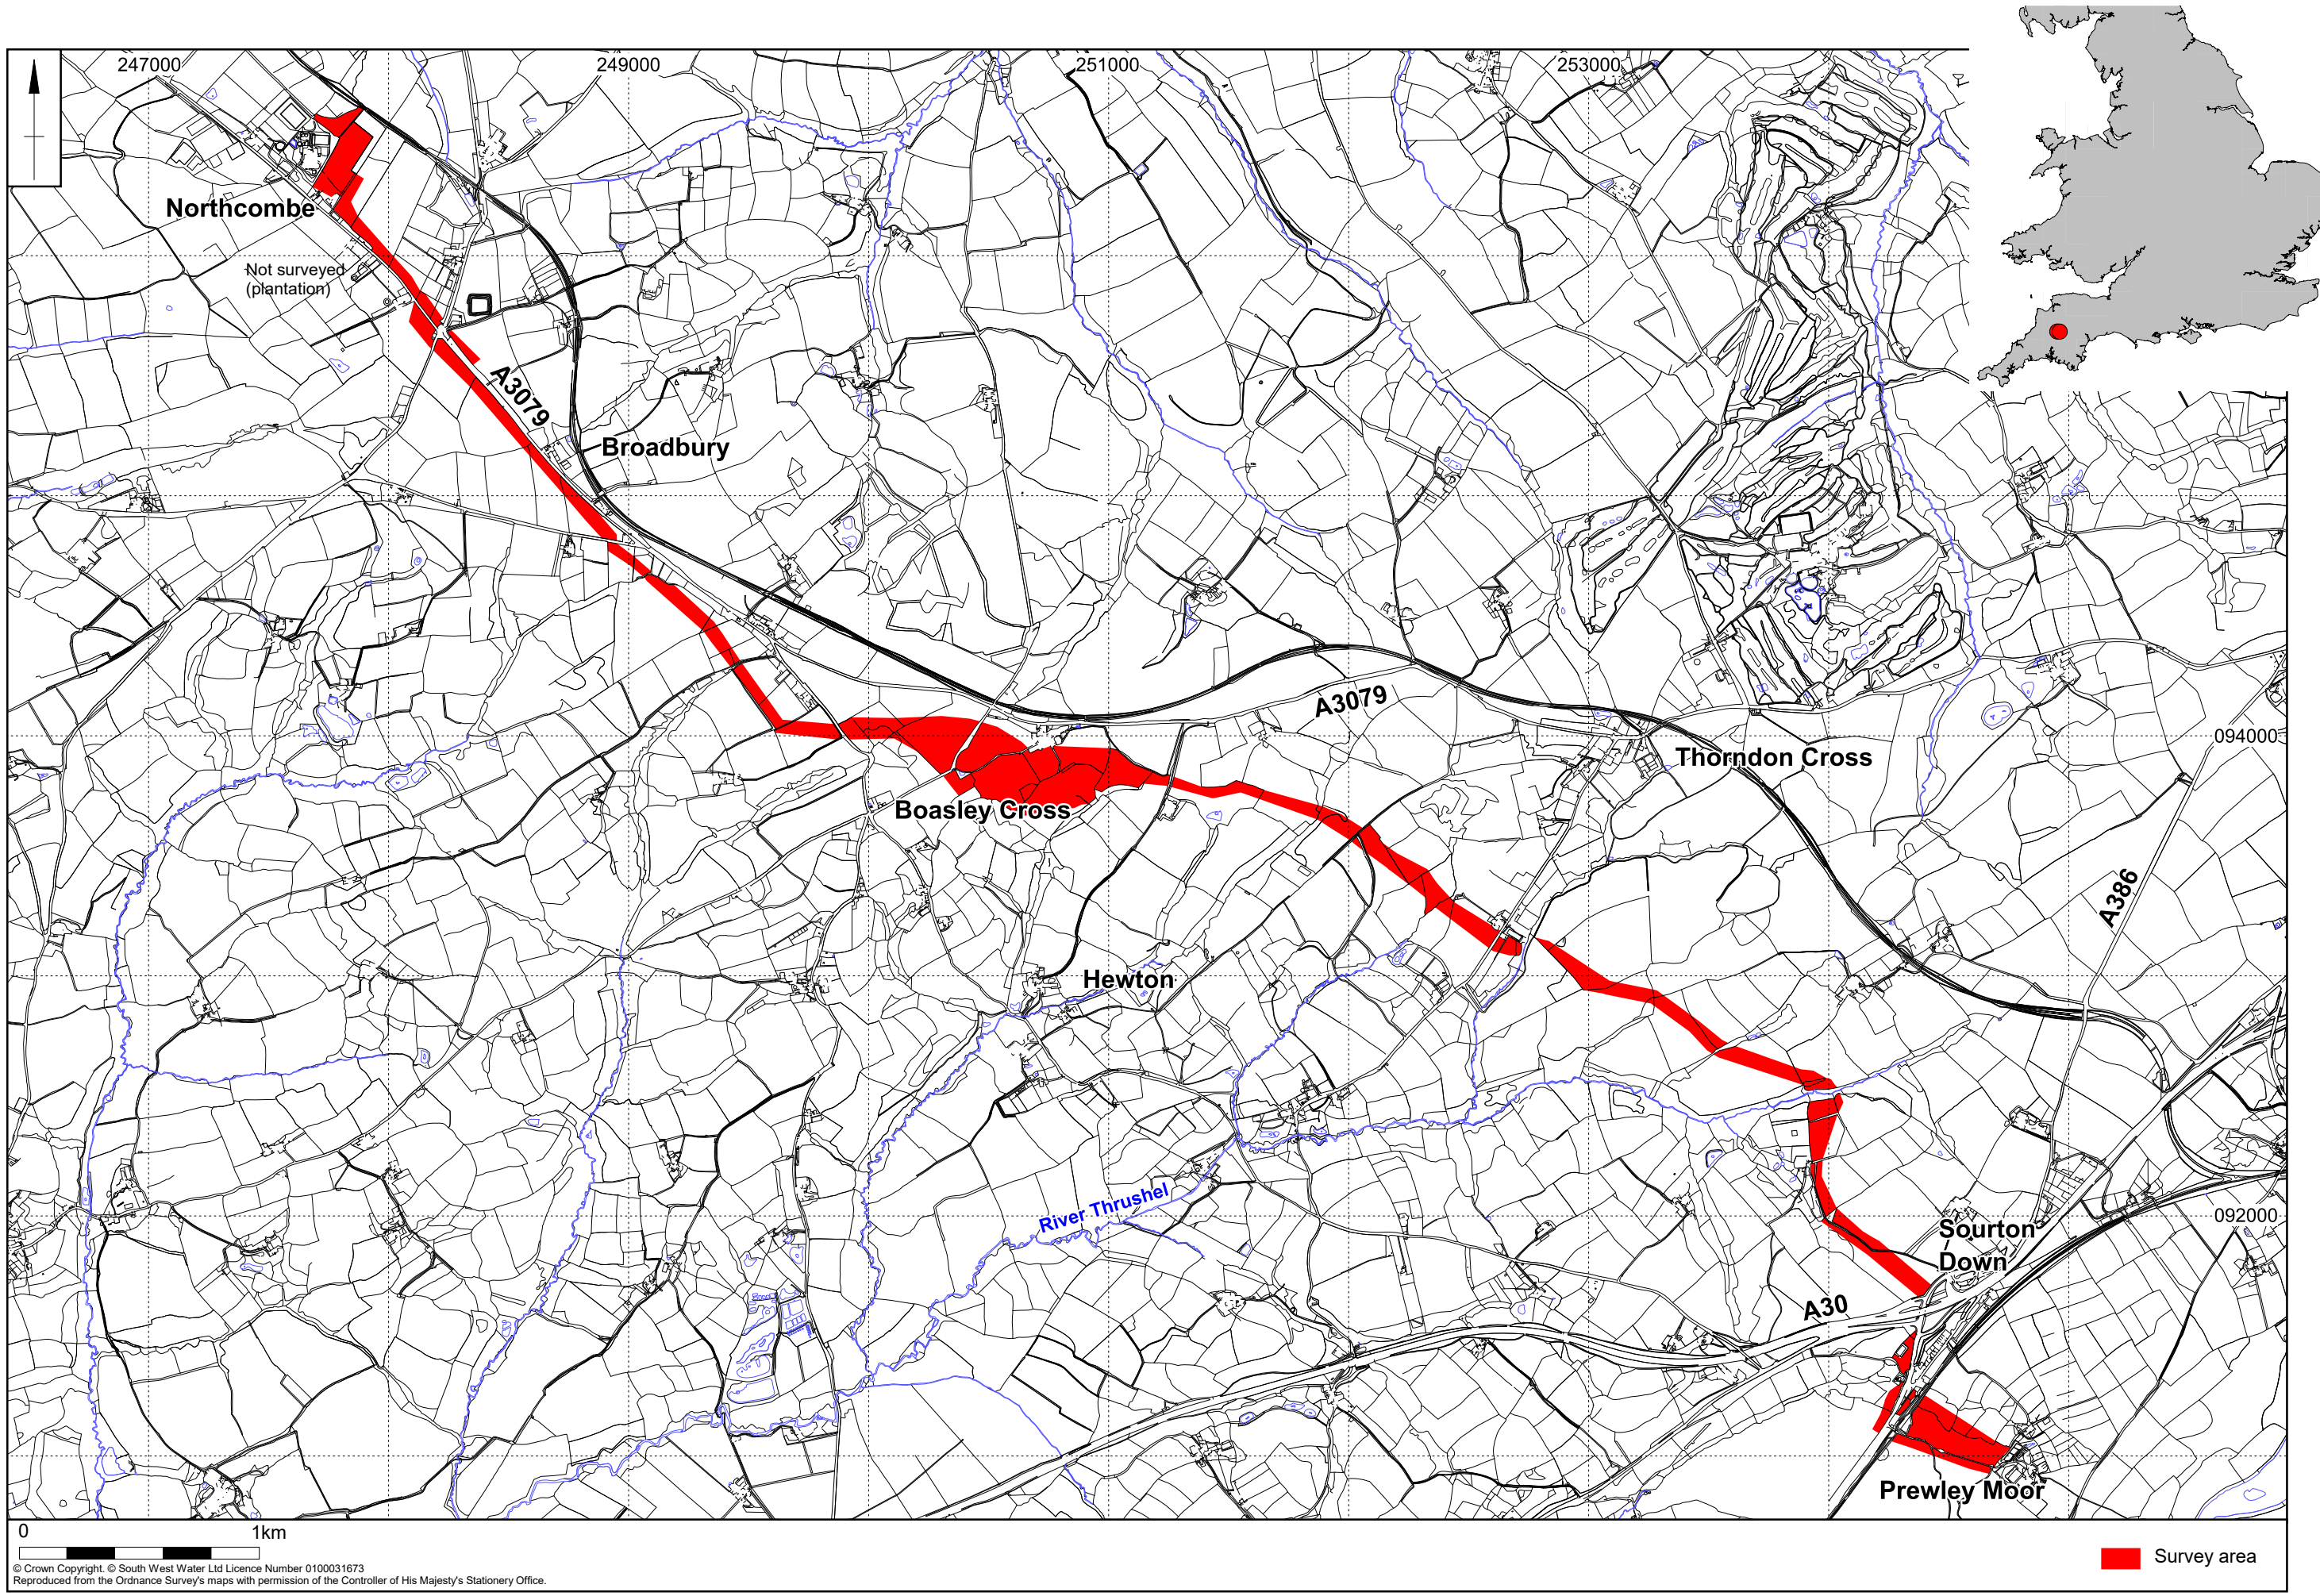 247000
249000
251000
253000
Northcombe
Not surveyed
(plantation)
A3079
Broadbury
A3079
094000
Thorndon Cross
Boasley Cross
A386
Hewton
River Thrushel
092000
Sourton
Down
A30
Prewley Moor
0
1km
Survey area
© Crown Copyright. © South West Water Ltd Licence Number 0100031673
Reproduced from the Ordnance Survey's maps with permission of the Controller of His Majesty's Stationery Office.